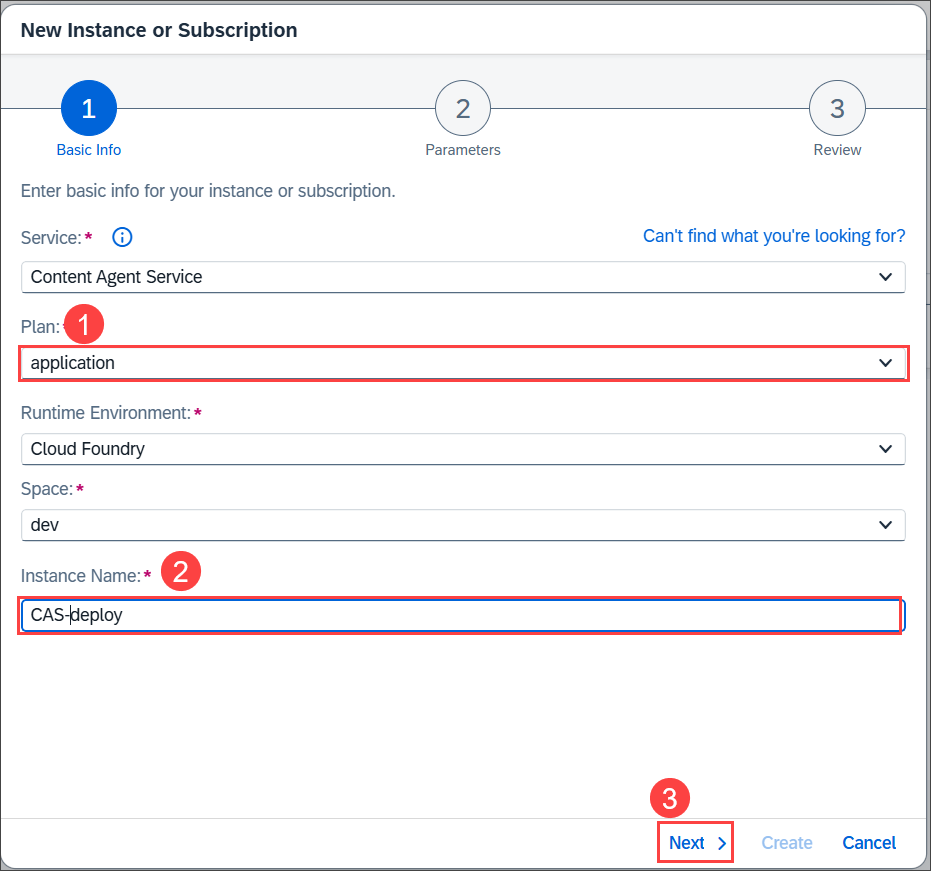 New Instance or Subscription
1 2 3
Basic Info Parameters Review
Enter basic info for your instance or subscription.
Service:* Can't find what you're looking for?
Content Agent Service
Plan: 1
application
Runtime Environment:*
Cloud Foundry
Space:*
dev
Instance Name:* 2
CAS-deploy
3
Next > Create Cancel